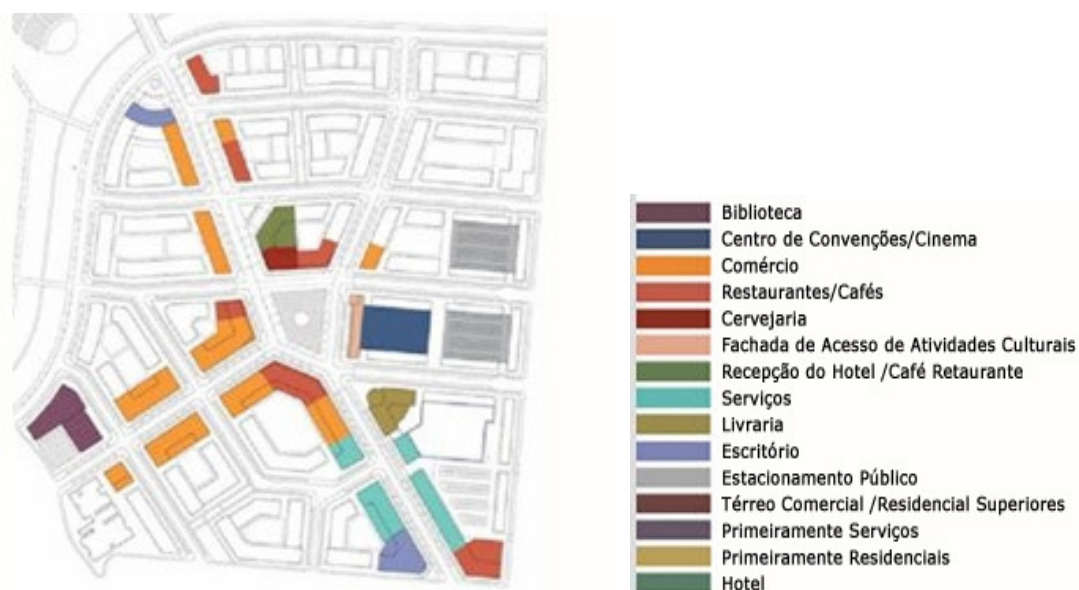 Biblioteca
Centro de Convenções/Cinema
Comércio
Restaurantes/Cafés
Cervejaria
Fachada de Acesso de Atividades Culturais
Recepção do Hotel /Café Retaurante
Serviços
Livraria
Escritório
Estacionamento Público
Térreo Comercial /Residencial Superiores
Primeiramente Serviços
Primeiramente Residenciais
Hotel